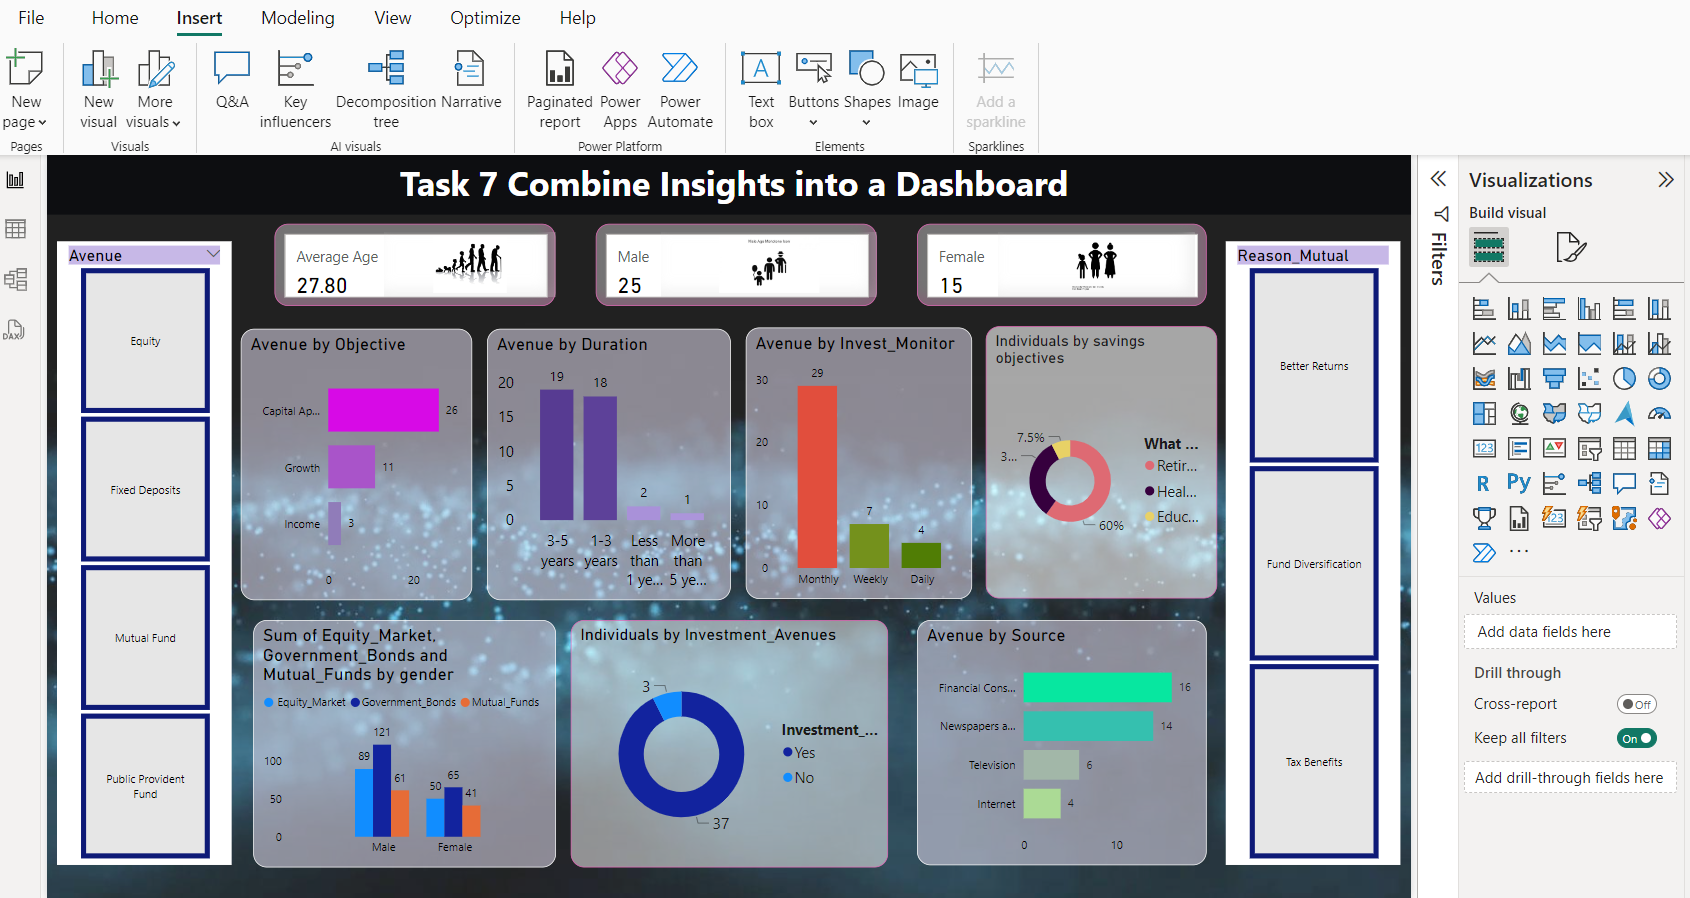 File Home Insert Modeling View Optimize Help
New page
New visual
More visuals
Q&A
Key influencers
Decomposition tree
Narrative
Paginated report
Power Apps
Power Automate
Text box
Buttons
Shapes
Image
Add a sparkline
Pages Visuals AI visuals Power Platform Elements Sparklines
DAX
Task 7 Combine Insights into a Dashboard
Avenue
Equity
Fixed Deposits
Mutual Fund
Public Provident
Fund
Average Age
27.80
Male
25
Female
15
Avenue by Objective
Capital Ap... 26
Growth 11
Income 3
0 20
Avenue by Duration
20
15
10
5
0
19 18 2 1
3-5 years
1-3 years
Less than 1 ye...
More than 5 ye...
Avenue by Invest_Monitor
30
20
10
0
29 7 4
Monthly Weekly Daily
Individuals by savings
objectives
7.5%
3...
60%
What ...
Retir...
Heal...
Educ...
Sum of Equity_Market,
Government_Bonds and
Mutual_Funds by gender
Equity_Market Government_Bonds Mutual_Funds
100
50
0
89 121 61
50 65 41
Male Female
Individuals by Investment_Avenues
3
37
Investment_...
Yes
No
Avenue by Source
Financial Cons... 16
Newspapers a... 14
Television 6
Internet 4
0 10
Reason_Mutual
Better Returns
Fund Diversification
Tax Benefits
Filters
Visualizations
Build visual
123
R Py
123
Values
Add data fields here
Drill through
Cross-report Off
Keep all filters On
Add drill-through fields here